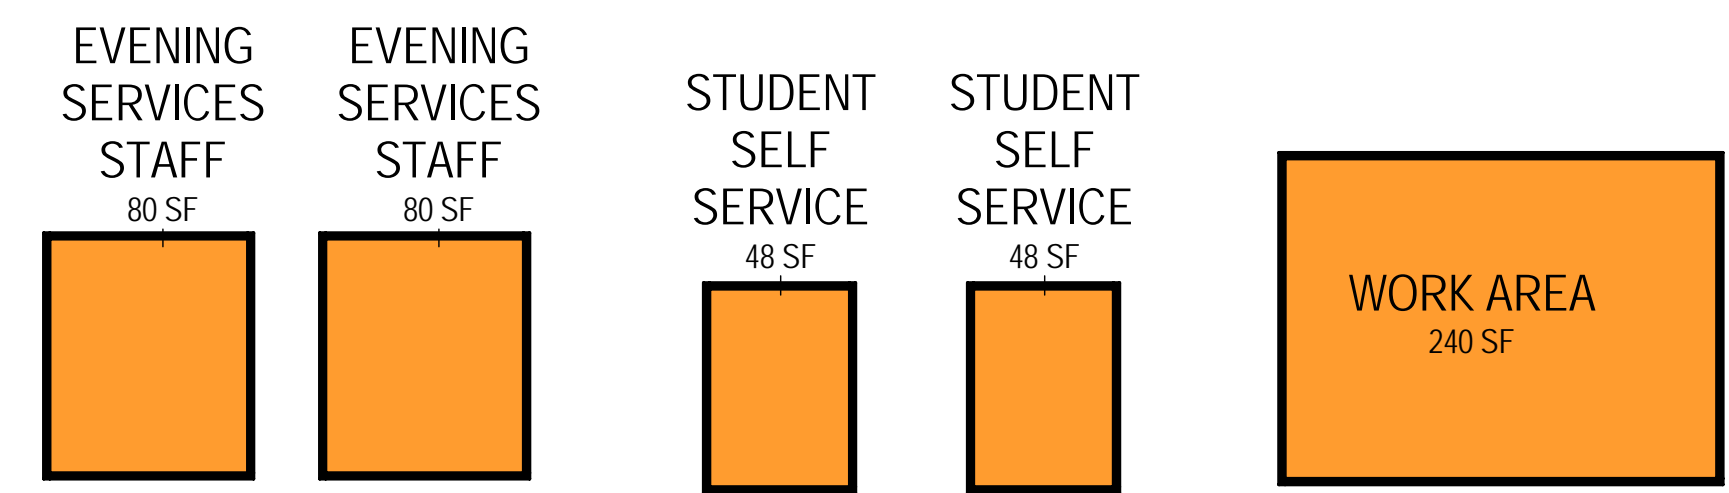 EVENING
SERVICES
STAFF
80 SF
EVENING
SERVICES
STAFF
80 SF
STUDENT
SELF
SERVICE
48 SF
STUDENT
SELF
SERVICE
48 SF
WORK AREA
240 SF